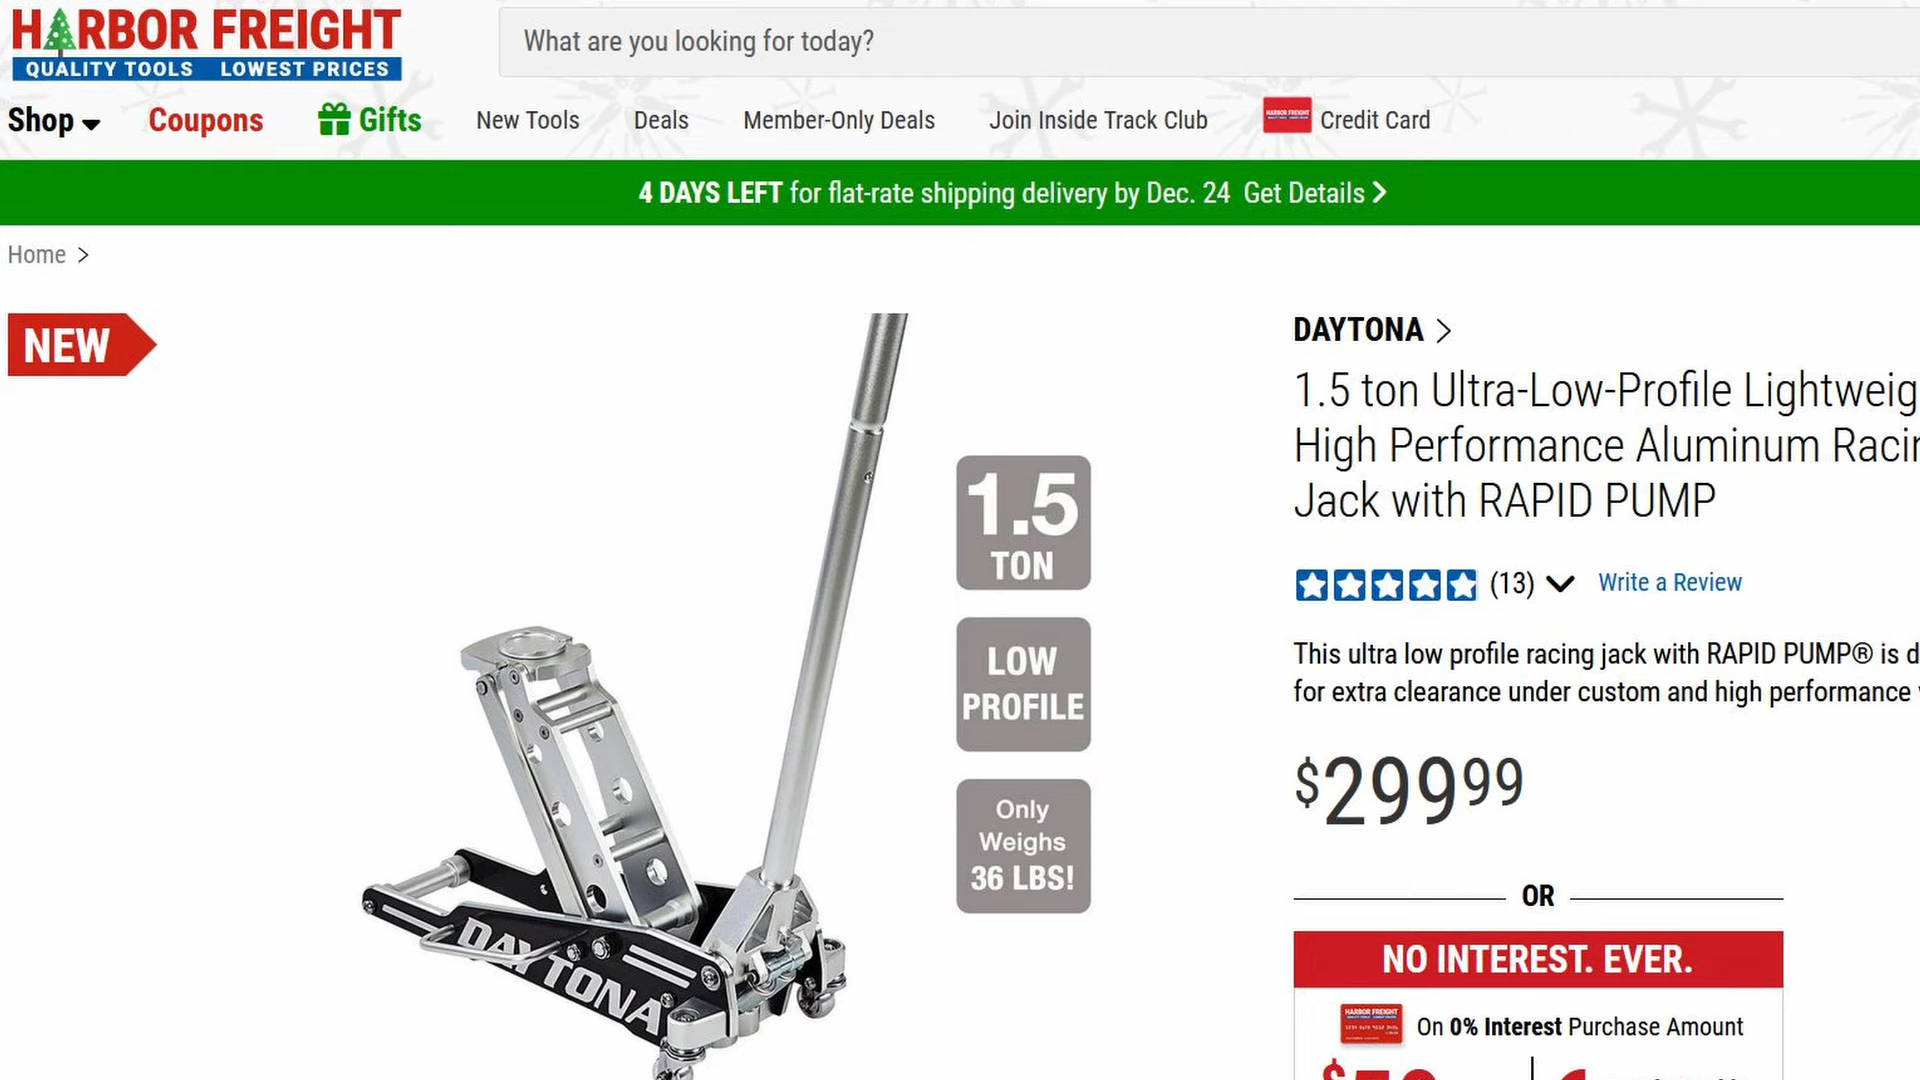 HARBOR FREIGHT
QUALITY TOOLS LOWEST PRICES
What are you looking for today?
Shop
Coupons
Gifts
New Tools
Deals
Member-Only Deals
Join Inside Track Club
Credit Card
4 DAYS LEFT for flat-rate shipping delivery by Dec. 24 Get Details
Home
NEW
1.5
TON
LOW
PROFILE
Only
Weighs
36 LBS!
DAYTONA
DAYTONA
1.5 ton Ultra-Low-Profile Lightweig
High Performance Aluminum Racin
Jack with RAPID PUMP
(13)
Write a Review
This ultra low profile racing jack with RAPID PUMP® is d
for extra clearance under custom and high performance
$299 99
OR
NO INTEREST. EVER.
HARBOR FREIGHT
On 0% Interest Purchase Amount